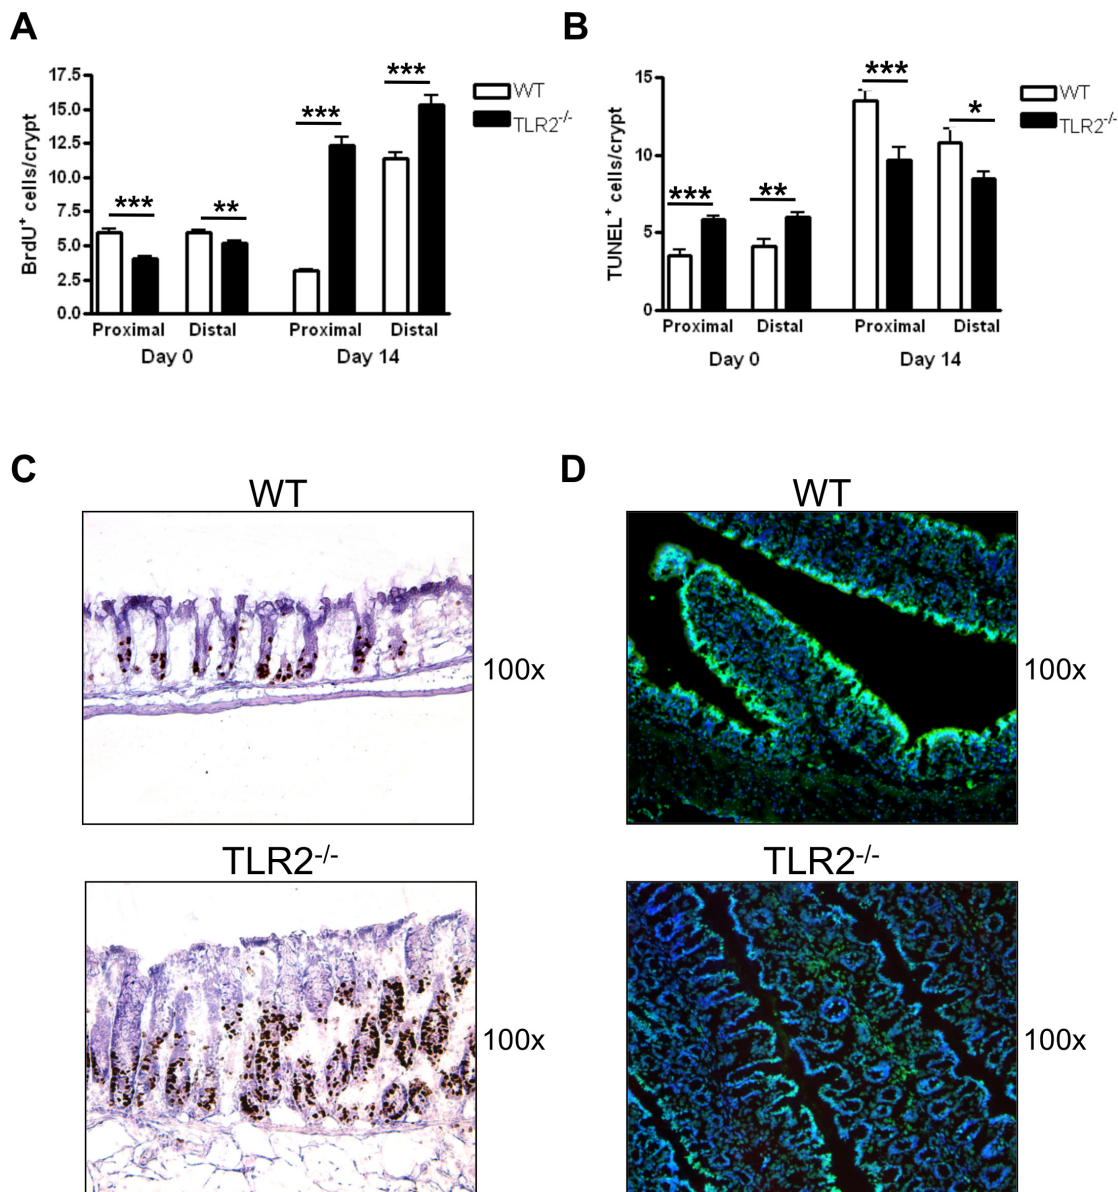 A
BrdU+ cells/crypt
17.5
15.0
12.5
10.0
7.5
5.0
2.5
0.0
***
**
***
***
WT
TLR2-/-
Proximal Distal Proximal Distal
Day 0 Day 14
B
TUNEL+ cells/crypt
15
10
5
0
***
**
***
*
WT
TLR2-/-
Proximal Distal Proximal Distal
Day 0 Day 14
C
WT
100x
TLR2-/-
100x
D
WT
100x
TLR2-/-
100x